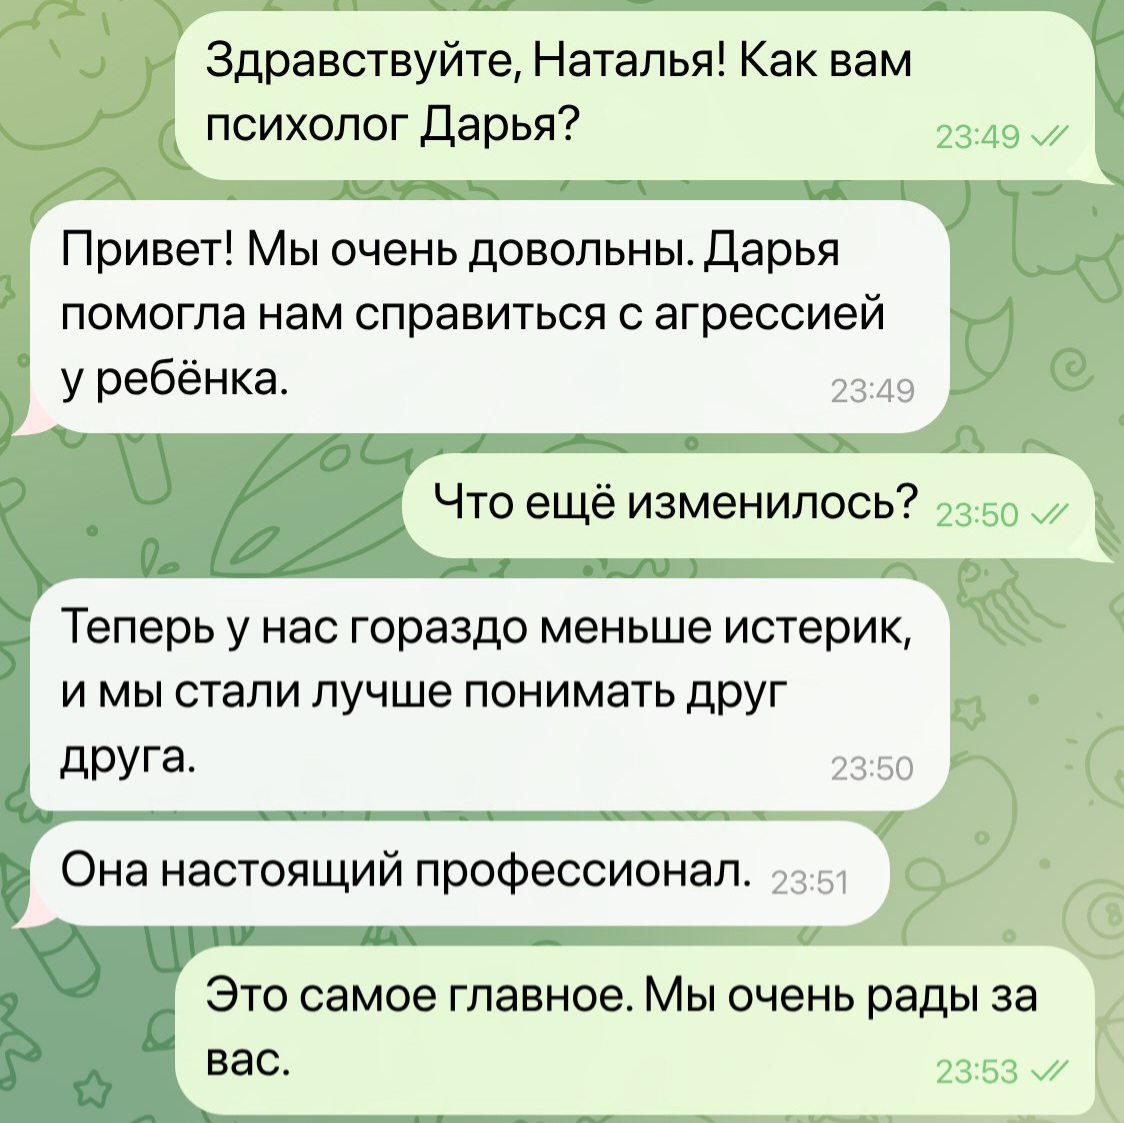 Здравствуйте, Наталья! Как вам
психолог Дарья?
23:49
Привет! Мы очень довольны. Дарья
помогла нам справиться с агрессией
у ребёнка.
23:49
Что ещё изменилось? 23:50
Теперь у нас гораздо меньше истерик,
и мы стали лучше понимать друг
друга.
23:50
Она настоящий профессионал. 23:51
Это самое главное. Мы очень рады за
вас.
23:53